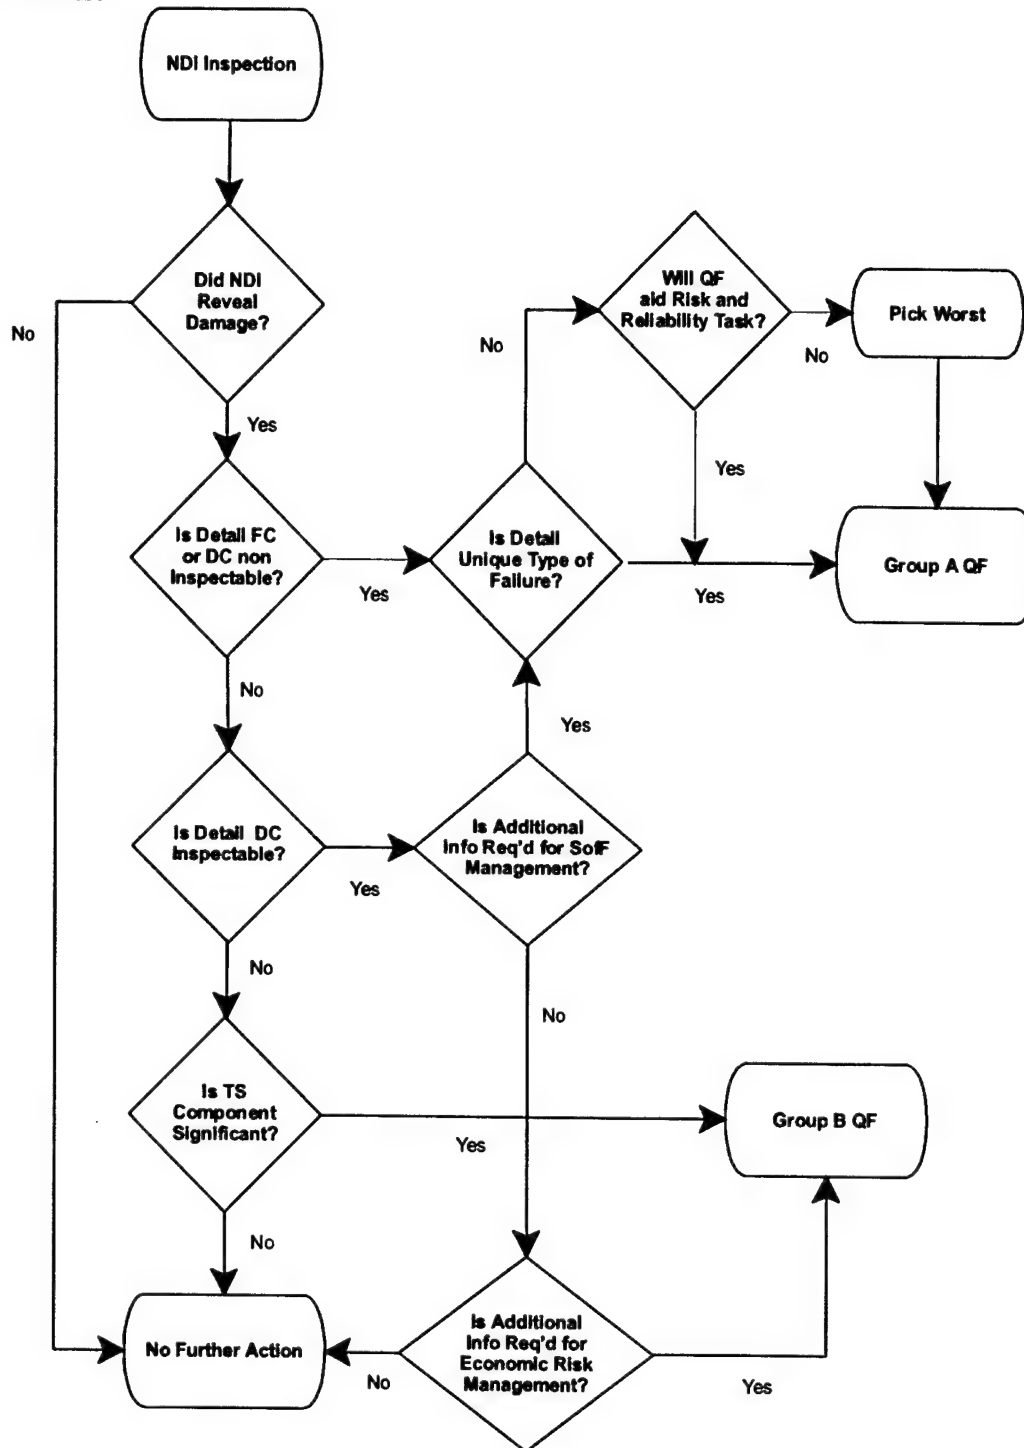 NDI Inspection
Did NDI
Reveal
Damage?
No
Yes
Will QF
aid Risk and
Reliability Task?
No
Pick Worst
No
Yes
Is Detail FC
or DC non
Inspectable?
Yes
Is Detail
Unique Type of
Failure?
Yes
Group A QF
No
Yes
Is Detail DC
Inspectable?
Yes
Is Additional
Info Req'd for SofF
Management?
No
No
Is TS
Component
Significant?
Yes
Group B QF
No
No Further Action
No
Is Additional
Info Req'd for
Economic Risk
Management?
Yes